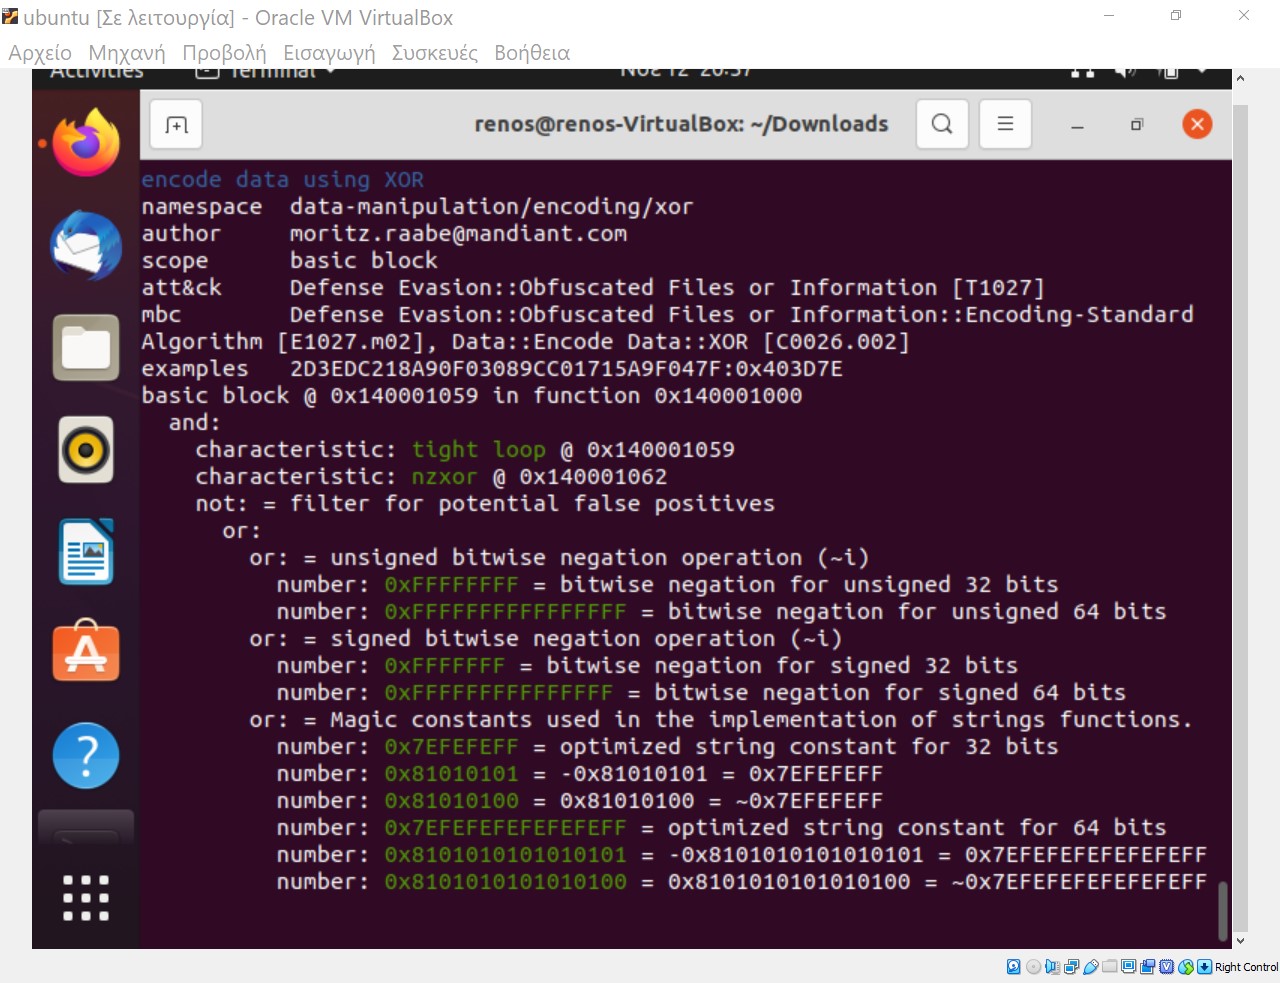 ubuntu [Σε λειτουργία] - Oracle VM VirtualBox
Αρχείο Μηχανή Προβολή Εισαγωγή Συσκευές Βοήθεια
Activities Terminal Νοε 12 20:37
renos@renos-VirtualBox: ~/Downloads
encode data using XOR
namespace data-manipulation/encoding/xor
author moritz.raabe@mandiant.com
scope basic block
att&ck Defense Evasion::Obfuscated Files or Information [T1027]
mbc Defense Evasion::Obfuscated Files or Information::Encoding-Standard
Algorithm [E1027.m02], Data::Encode Data::XOR [C0026.002]
examples 2D3EDC218A90F03089CC01715A9F047F:0x403D7E
basic block @ 0x140001059 in function 0x140001000
and:
characteristic: tight loop @ 0x140001059
characteristic: nzxor @ 0x140001062
not: = filter for potential false positives
or:
or: = unsigned bitwise negation operation (~i)
number: 0xFFFFFFFF = bitwise negation for unsigned 32 bits
number: 0xFFFFFFFFFFFFFFFF = bitwise negation for unsigned 64 bits
or: = signed bitwise negation operation (~i)
number: 0xFFFFFFF = bitwise negation for signed 32 bits
number: 0xFFFFFFFFFFFFFFF = bitwise negation for signed 64 bits
or: = Magic constants used in the implementation of strings functions.
number: 0x7EFEFEFF = optimized string constant for 32 bits
number: 0x81010101 = -0x81010101 = 0x7EFEFEFF
number: 0x81010100 = 0x81010100 = ~0x7EFEFEFF
number: 0x7EFEFEFEFEFEFEFF = optimized string constant for 64 bits
number: 0x8101010101010101 = -0x8101010101010101 = 0x7EFEFEFEFEFEFEFF
number: 0x8101010101010100 = 0x8101010101010100 = ~0x7EFEFEFEFEFEFEFF
Right Control